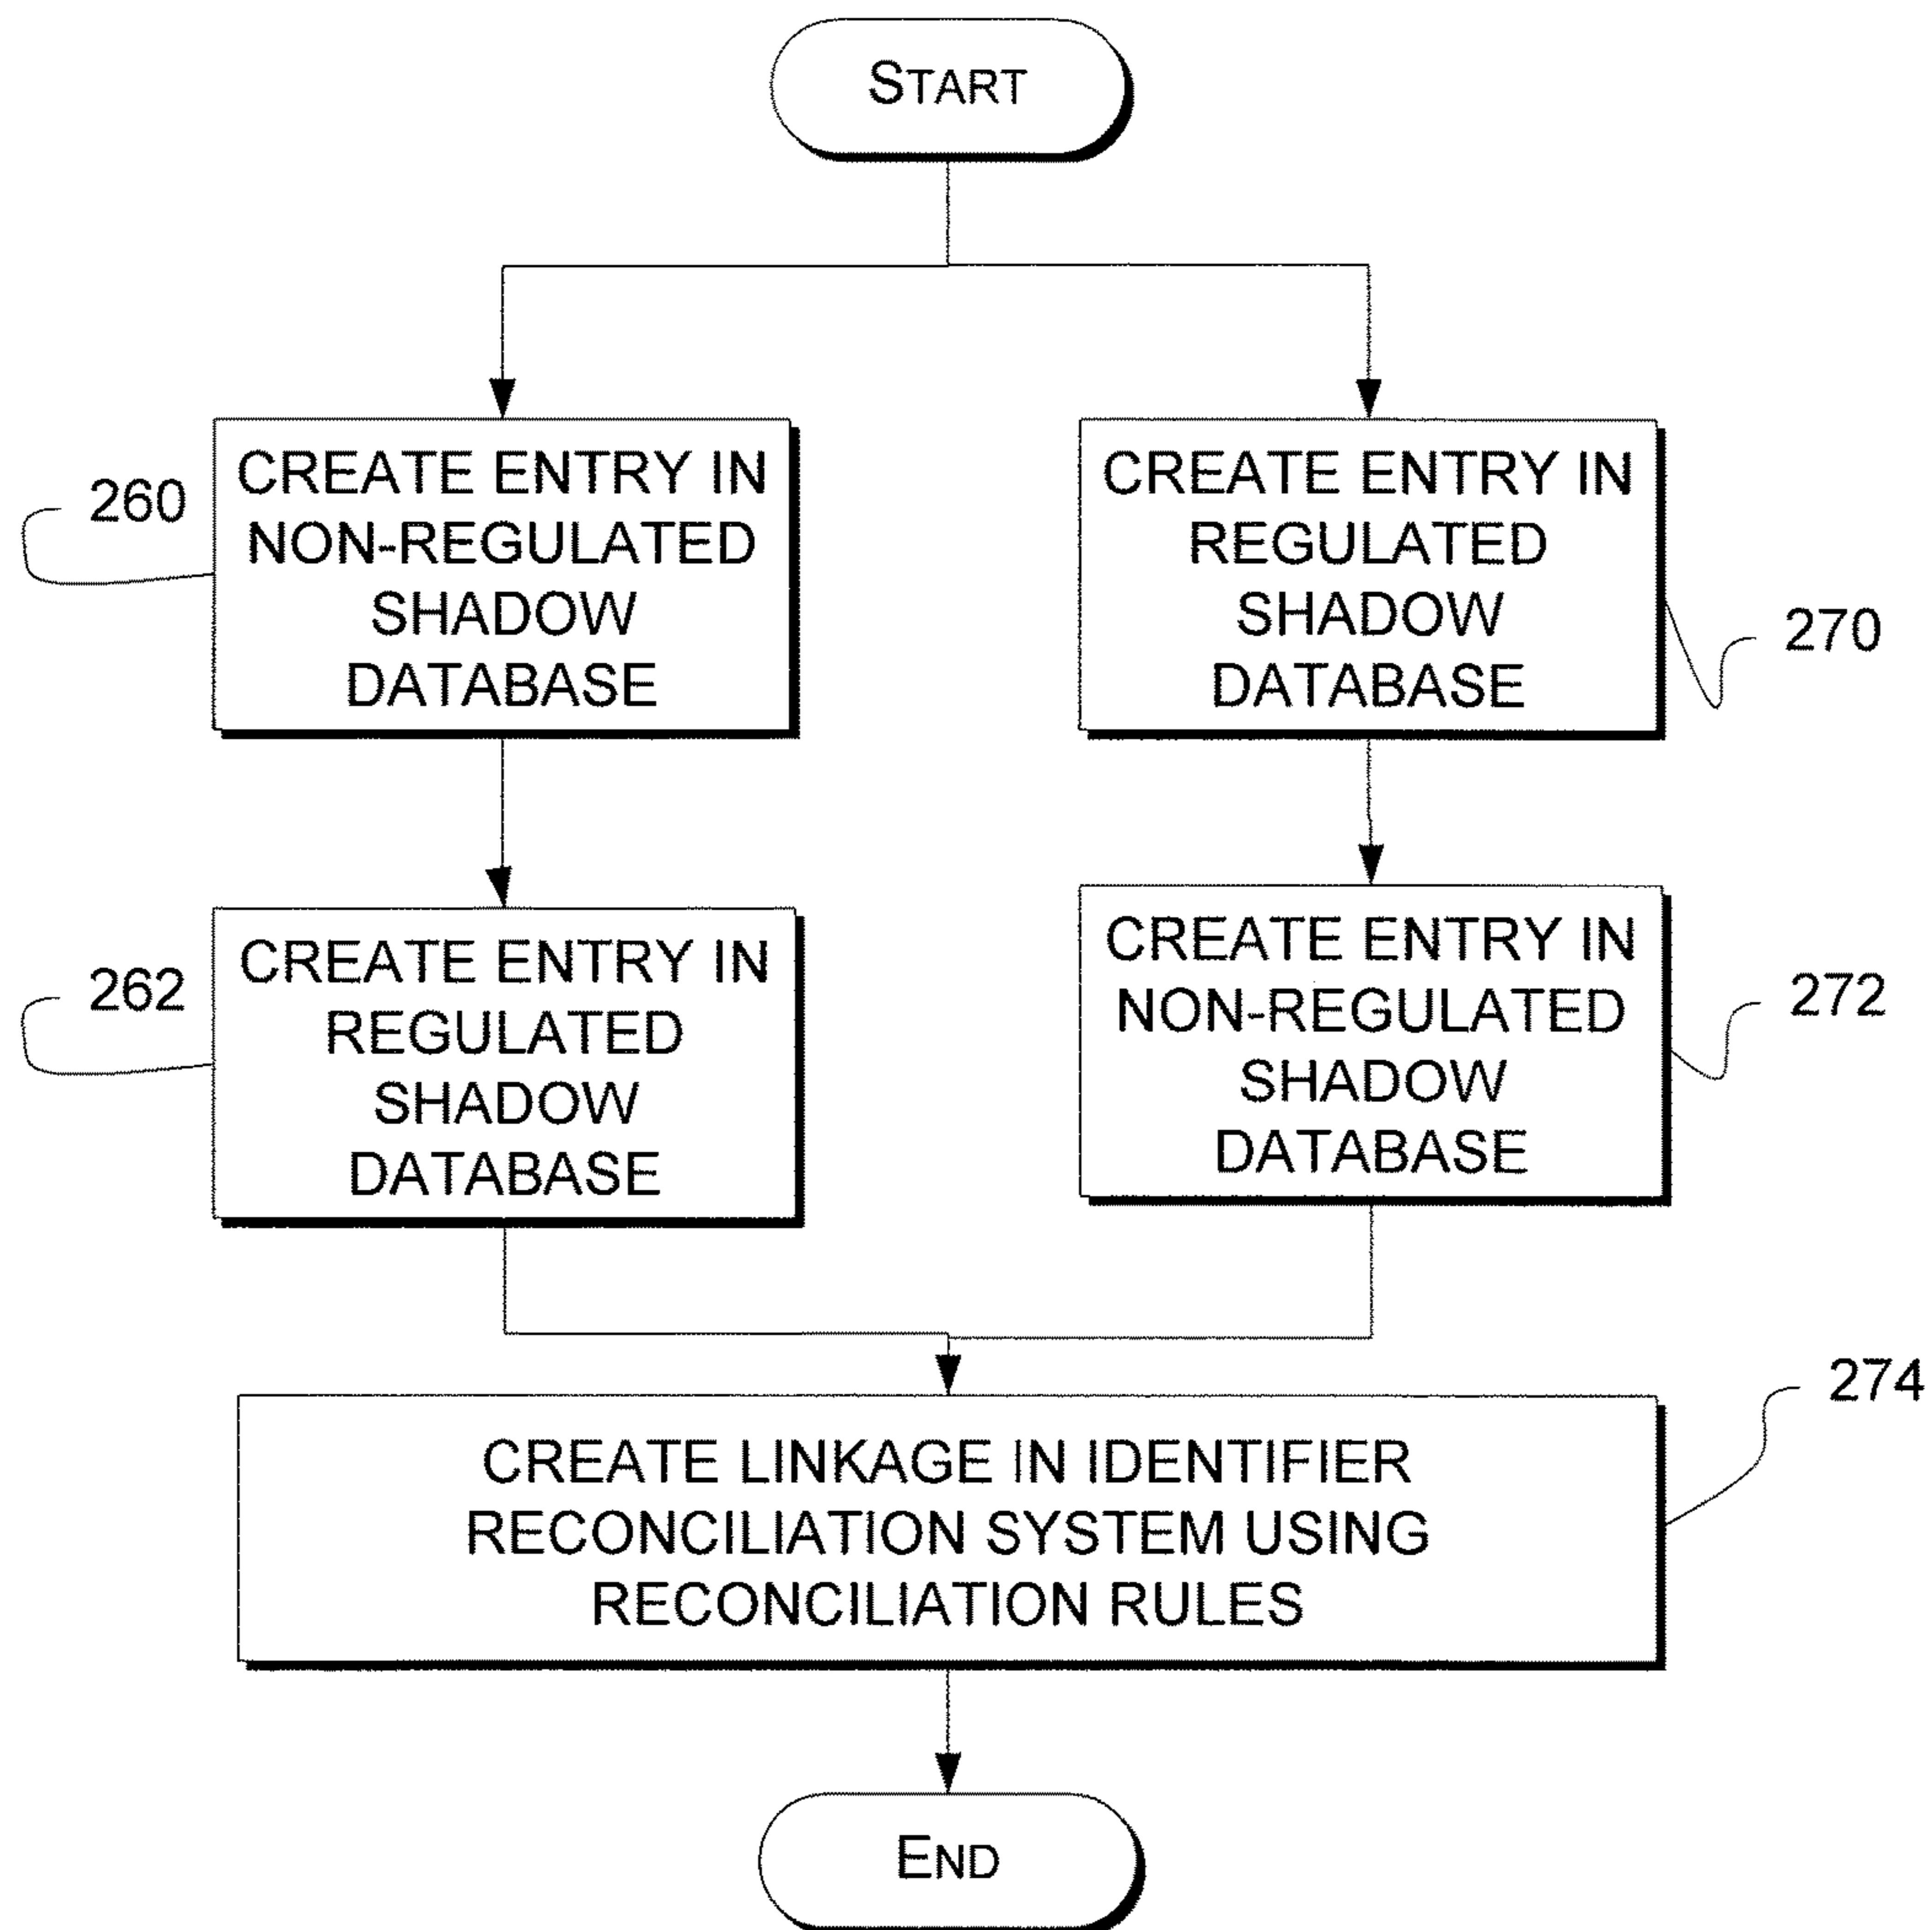 START
260
CREATE ENTRY IN
NON-REGULATED
SHADOW
DATABASE
CREATE ENTRY IN
REGULATED
SHADOW
DATABASE
270
262
CREATE ENTRY IN
REGULATED
SHADOW
DATABASE
CREATE ENTRY IN
NON-REGULATED
SHADOW
DATABASE
272
274
CREATE LINKAGE IN IDENTIFIER
RECONCILIATION SYSTEM USING
RECONCILIATION RULES
END